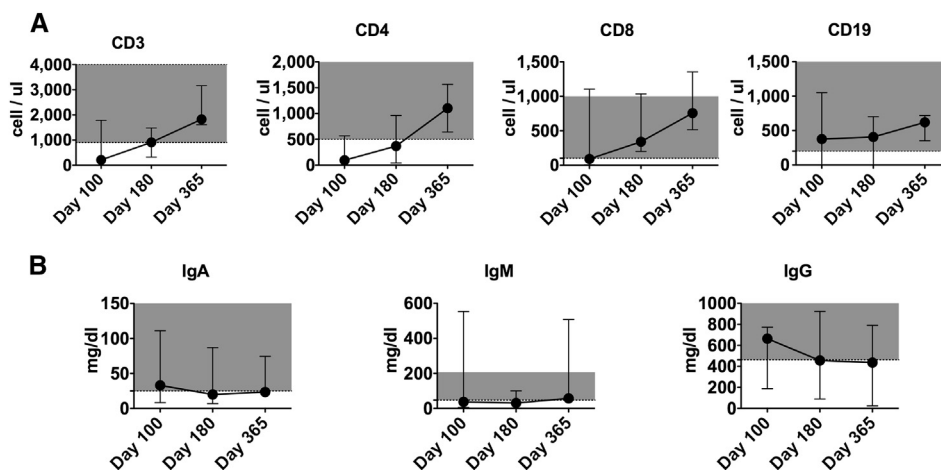 A
CD3
cell / ul
4,000
3,000
2,000
1,000
0
Day 100
Day 180
Day 365
CD4
cell / ul
2,000
1,500
1,000
500
0
Day 100
Day 180
Day 365
CD8
cell / ul
1,500
1,000
500
0
Day 100
Day 180
Day 365
CD19
cell / ul
1,500
1,000
500
0
Day 100
Day 180
Day 365
B
IgA
mg/dl
150
100
50
0
Day 100
Day 180
Day 365
IgM
mg/dl
600
400
200
0
Day 100
Day 180
Day 365
IgG
mg/dl
1000
800
600
400
200
0
Day 100
Day 180
Day 365